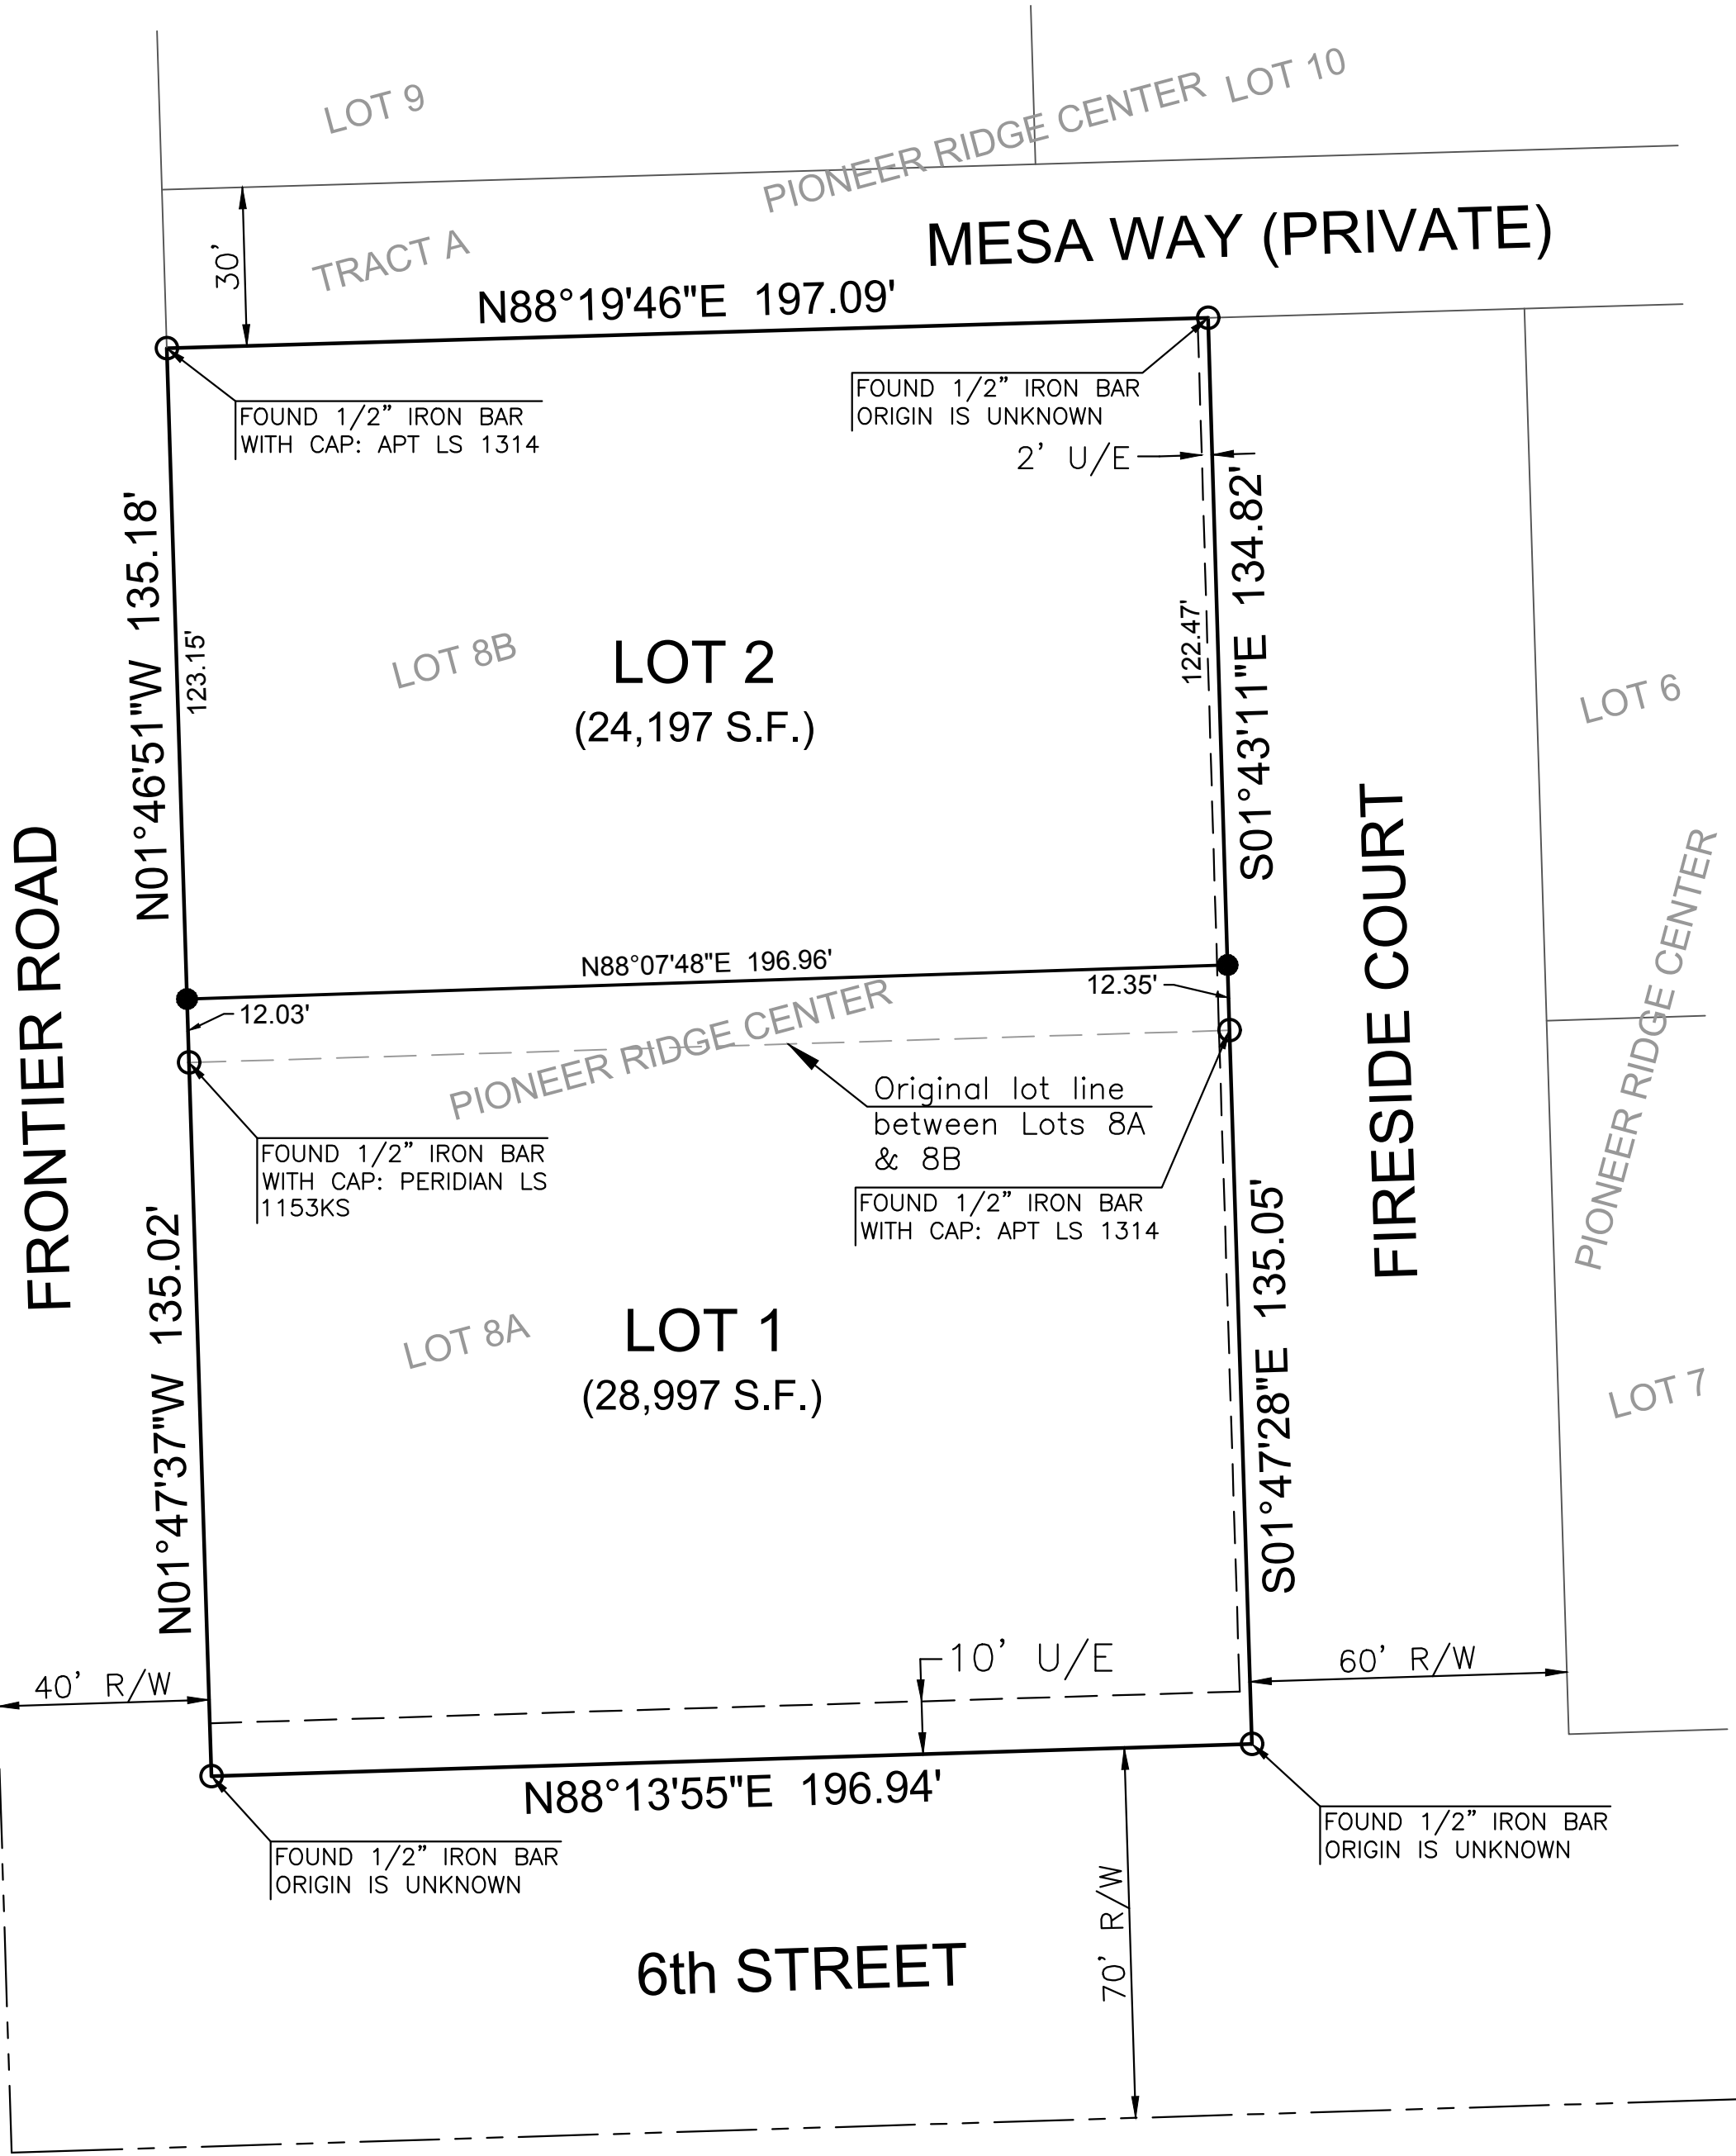 LOT 9
PIONEER RIDGE CENTER
LOT 10
30'
TRACT A
MESA WAY (PRIVATE)
N88°19'46"E 197.09'
FOUND 1/2" IRON BAR
WITH CAP: APT LS 1314
FOUND 1/2" IRON BAR
ORIGIN IS UNKNOWN
2' U/E
N01°46'51"W 135.18'
123.15'
LOT 8B
LOT 2
(24,197 S.F.)
122.47'
S01°43'11"E 134.82'
LOT 6
FRONTIER ROAD
FIRESIDE COURT
PIONEER RIDGE CENTER
N88°07'48"E 196.96'
12.03'
12.35'
PIONEER RIDGE CENTER
Original lot line
between Lots 8A
& 8B
FOUND 1/2" IRON BAR
WITH CAP: PERIDIAN LS
1153KS
FOUND 1/2" IRON BAR
WITH CAP: APT LS 1314
N01°47'37"W 135.02'
LOT 8A
LOT 1
(28,997 S.F.)
S01°47'28"E 135.05'
LOT 7
40' R/W
10' U/E
60' R/W
N88°13'55"E 196.94'
FOUND 1/2" IRON BAR
ORIGIN IS UNKNOWN
FOUND 1/2" IRON BAR
ORIGIN IS UNKNOWN
70' R/W
6th STREET